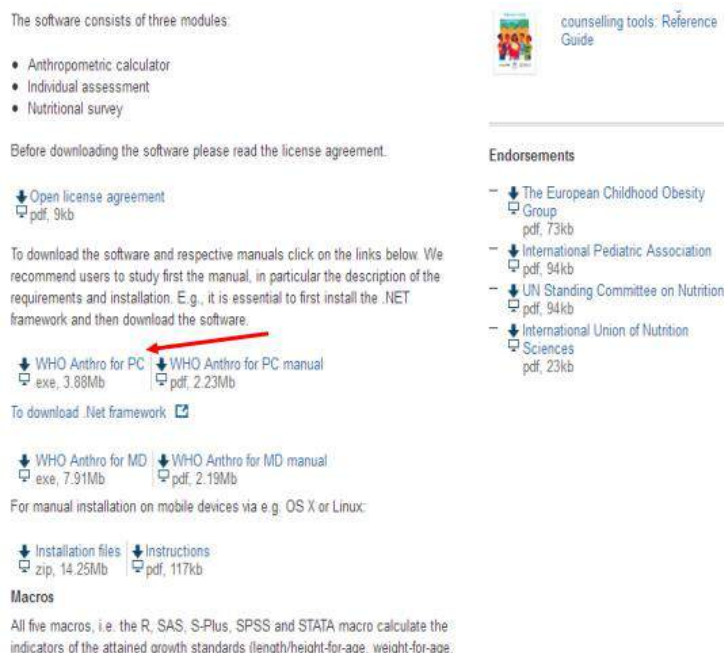 The software consists of three modules:
• Anthropometric calculator
• Individual assessment
• Nutritional survey
Before downloading the software please read the license agreement.
Open license agreement
pdf, 9kb
To download the software and respective manuals click on the links below. We
recommend users to study first the manual, in particular the description of the
requirements and installation. E.g., it is essential to first install the .NET
framework and then download the software.
WHO Anthro for PC
exe, 3.88Mb
WHO Anthro for PC manual
pdf, 2.23Mb
To download .Net framework
WHO Anthro for MD
exe, 7.91Mb
WHO Anthro for MD manual
pdf, 2.19Mb
For manual installation on mobile devices via e.g. OS X or Linux:
Installation files
zip, 14.25Mb
Instructions
pdf, 117kb
Macros
All five macros, i.e. the R, SAS, S-Plus, SPSS and STATA macro calculate the
indicators of the attained growth standards (length/height-for-age, weight-for-age,
counselling tools: Reference
Guide
Endorsements
– The European Childhood Obesity
Group
pdf, 73kb
– International Pediatric Association
pdf, 94kb
– UN Standing Committee on Nutrition
pdf, 94kb
– International Union of Nutrition
Sciences
pdf, 23kb